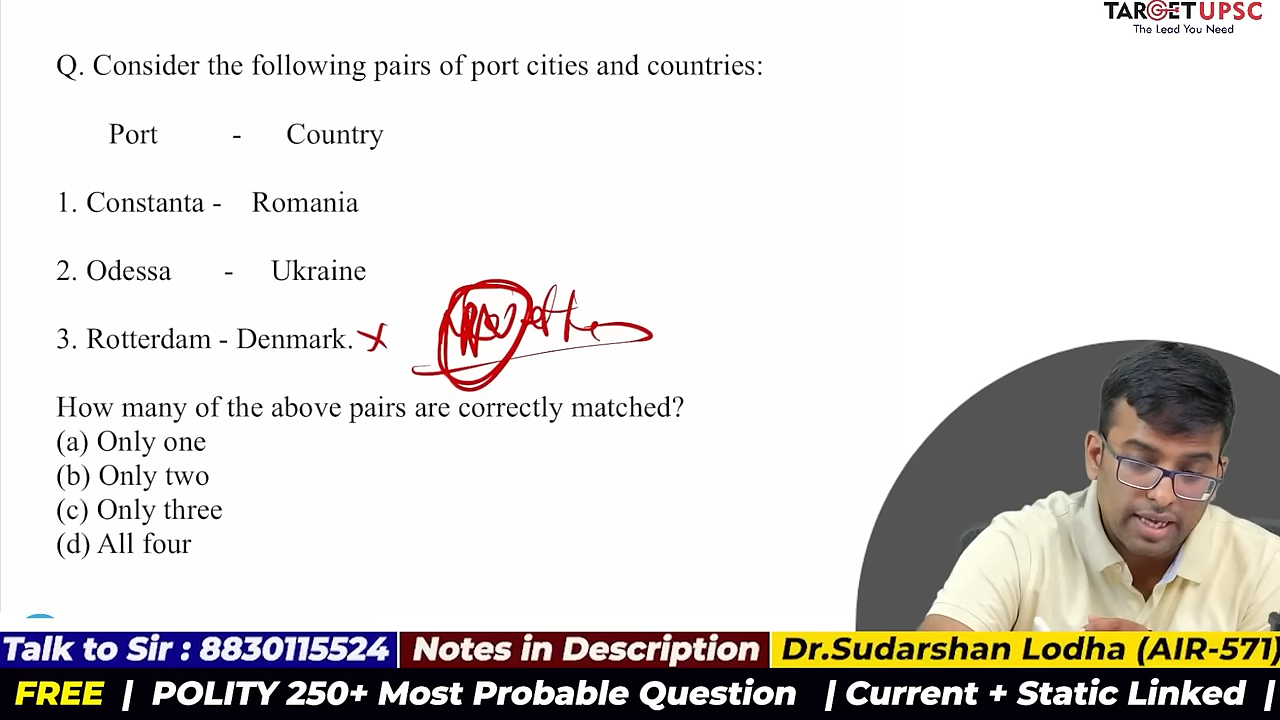 TARGETUPSC
The Lead You Need
Q. Consider the following pairs of port cities and countries:
Port - Country
1. Constanta - Romania
2. Odessa - Ukraine
3. Rotterdam - Denmark. X
How many of the above pairs are correctly matched?
(a) Only one
(b) Only two
(c) Only three
(d) All four
Talk to Sir : 8830115524 Notes in Description Dr.Sudarshan Lodha (AIR-571)
FREE | POLITY 250+ Most Probable Question | Current + Static Linked |